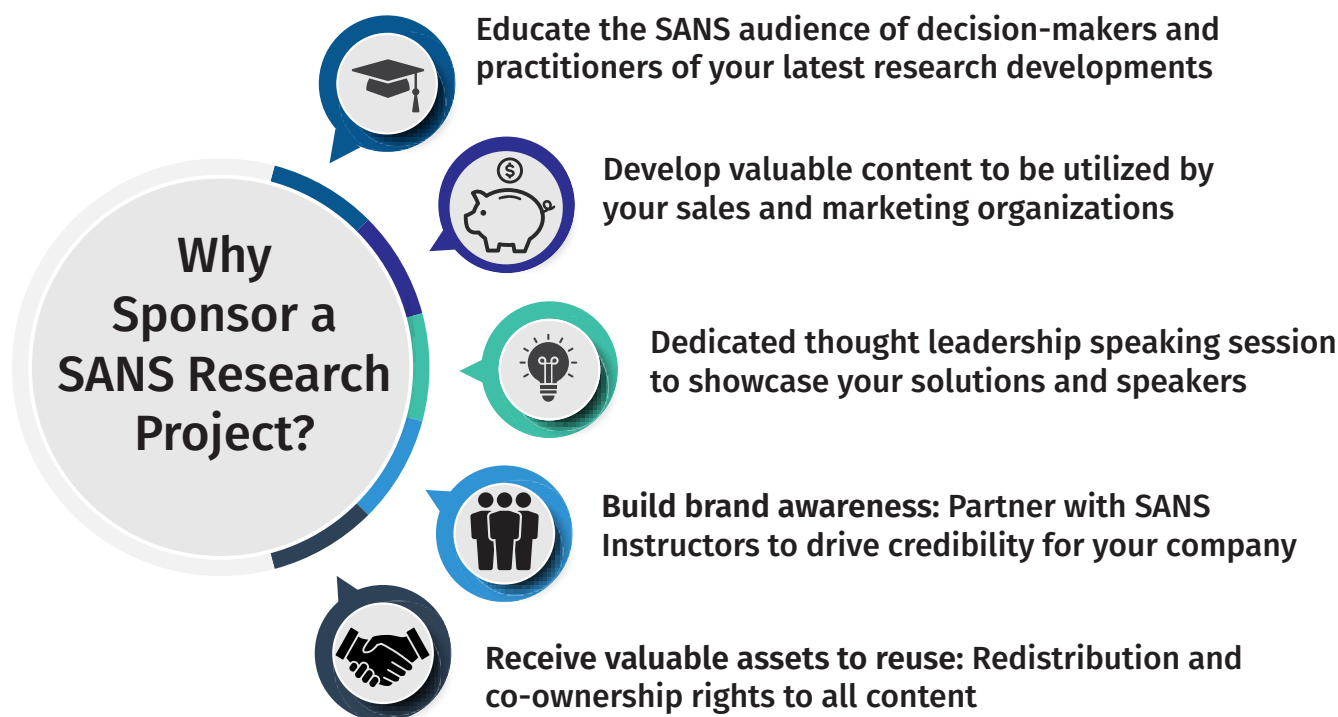 Educate the SANS audience of decision-makers and
practitioners of your latest research developments
$
Develop valuable content to be utilized by
your sales and marketing organizations
Why
Sponsor a
SANS Research
Project?
Dedicated thought leadership speaking session
to showcase your solutions and speakers
Build brand awareness: Partner with SANS
Instructors to drive credibility for your company
Receive valuable assets to reuse: Redistribution and
co-ownership rights to all content